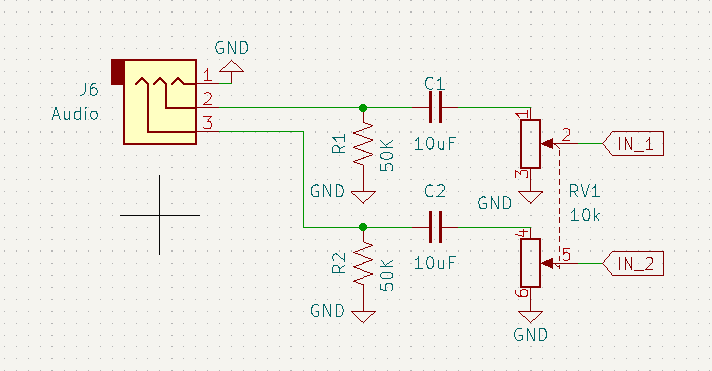 GND
J6
Audio
1
2
3
C1
10uF
R1
50K
GND
1
2
3
IN_1
GND
RV1
10k
C2
10uF
R2
50K
GND
4
5
6
IN_2
GND